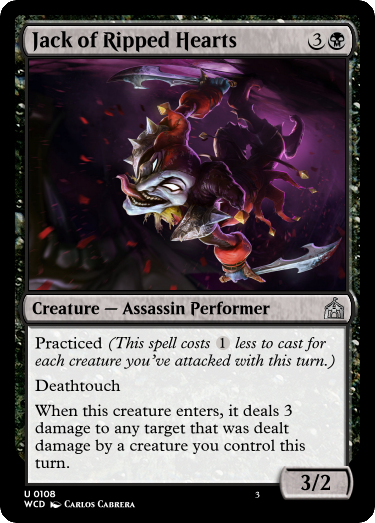 Jack of Ripped Hearts 3
Creature — Assassin Performer
Practiced (This spell costs 1 less to cast for
each creature you've attacked with this turn.)
Deathtouch
When this creature enters, it deals 3
damage to any target that was dealt
damage by a creature you control this
turn.
3/2
U 0108
WCD Carlos Cabrera
3